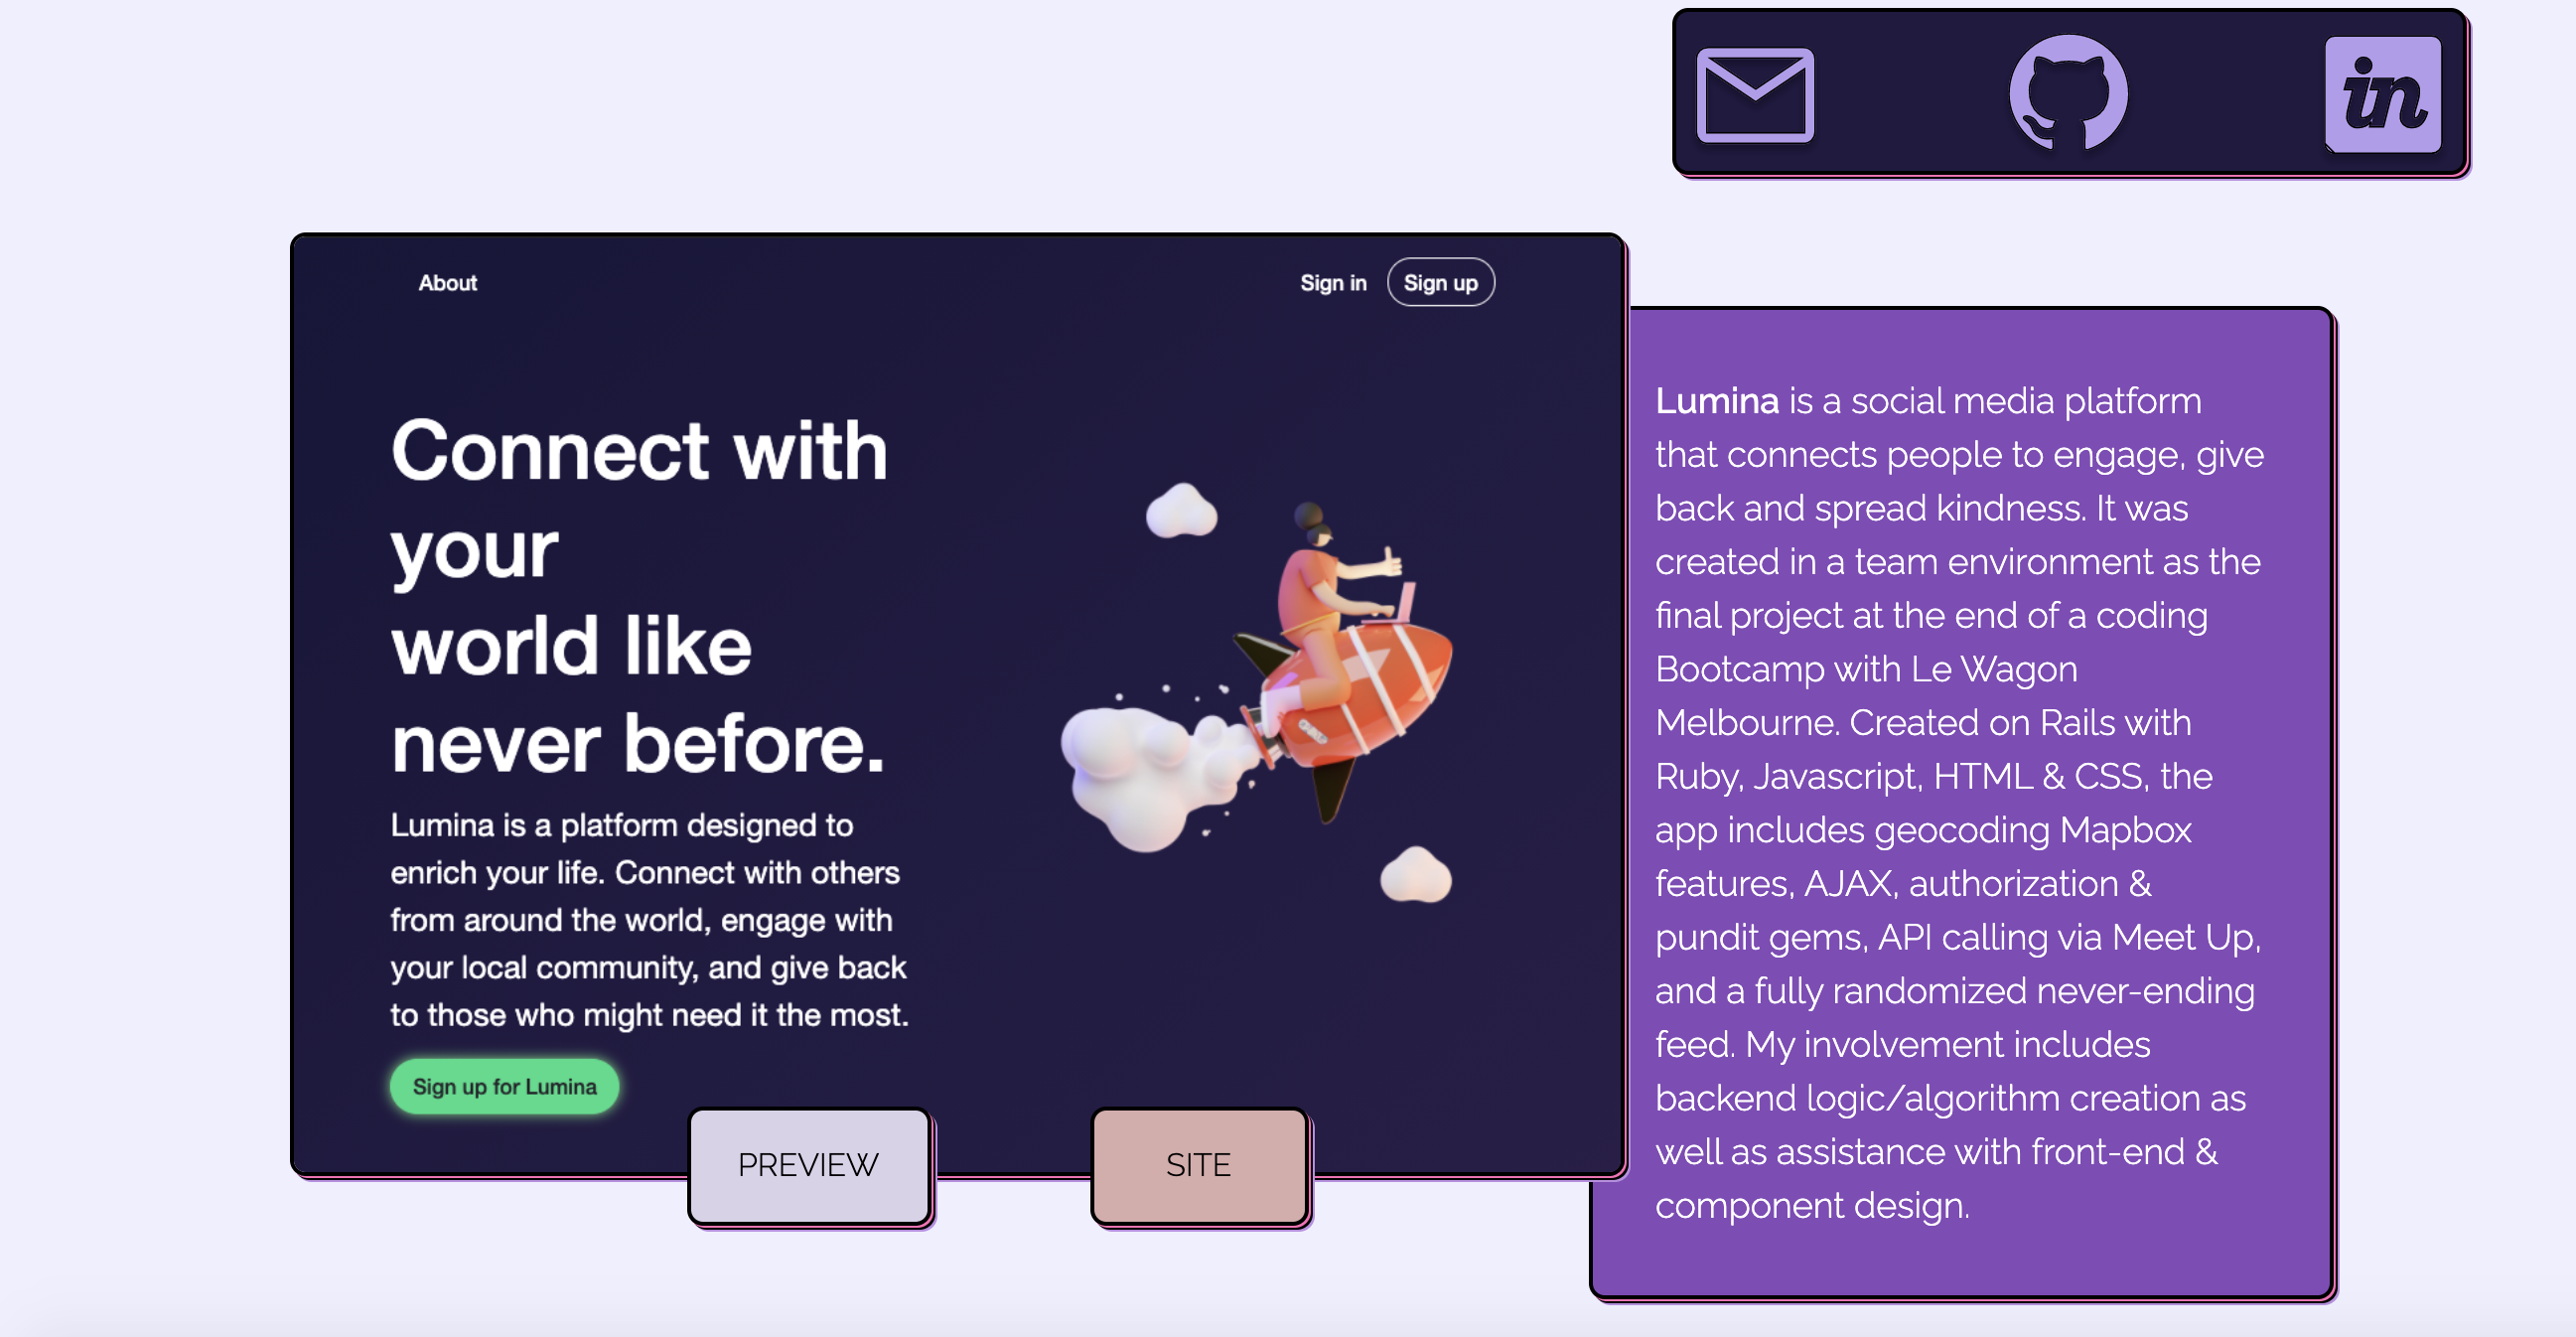 in
About
Sign in
Sign up
Connect with
your
world like
never before.
Lumina is a platform designed to
enrich your life. Connect with others
from around the world, engage with
your local community, and give back
to those who might need it the most.
Sign up for Lumina
PREVIEW
SITE
Lumina is a social media platform
that connects people to engage, give
back and spread kindness. It was
created in a team environment as the
final project at the end of a coding
Bootcamp with Le Wagon
Melbourne. Created on Rails with
Ruby, Javascript, HTML & CSS, the
app includes geocoding Mapbox
features, AJAX, authorization &
pundit gems, API calling via Meet Up,
and a fully randomized never-ending
feed. My involvement includes
backend logic/algorithm creation as
well as assistance with front-end &
component design.